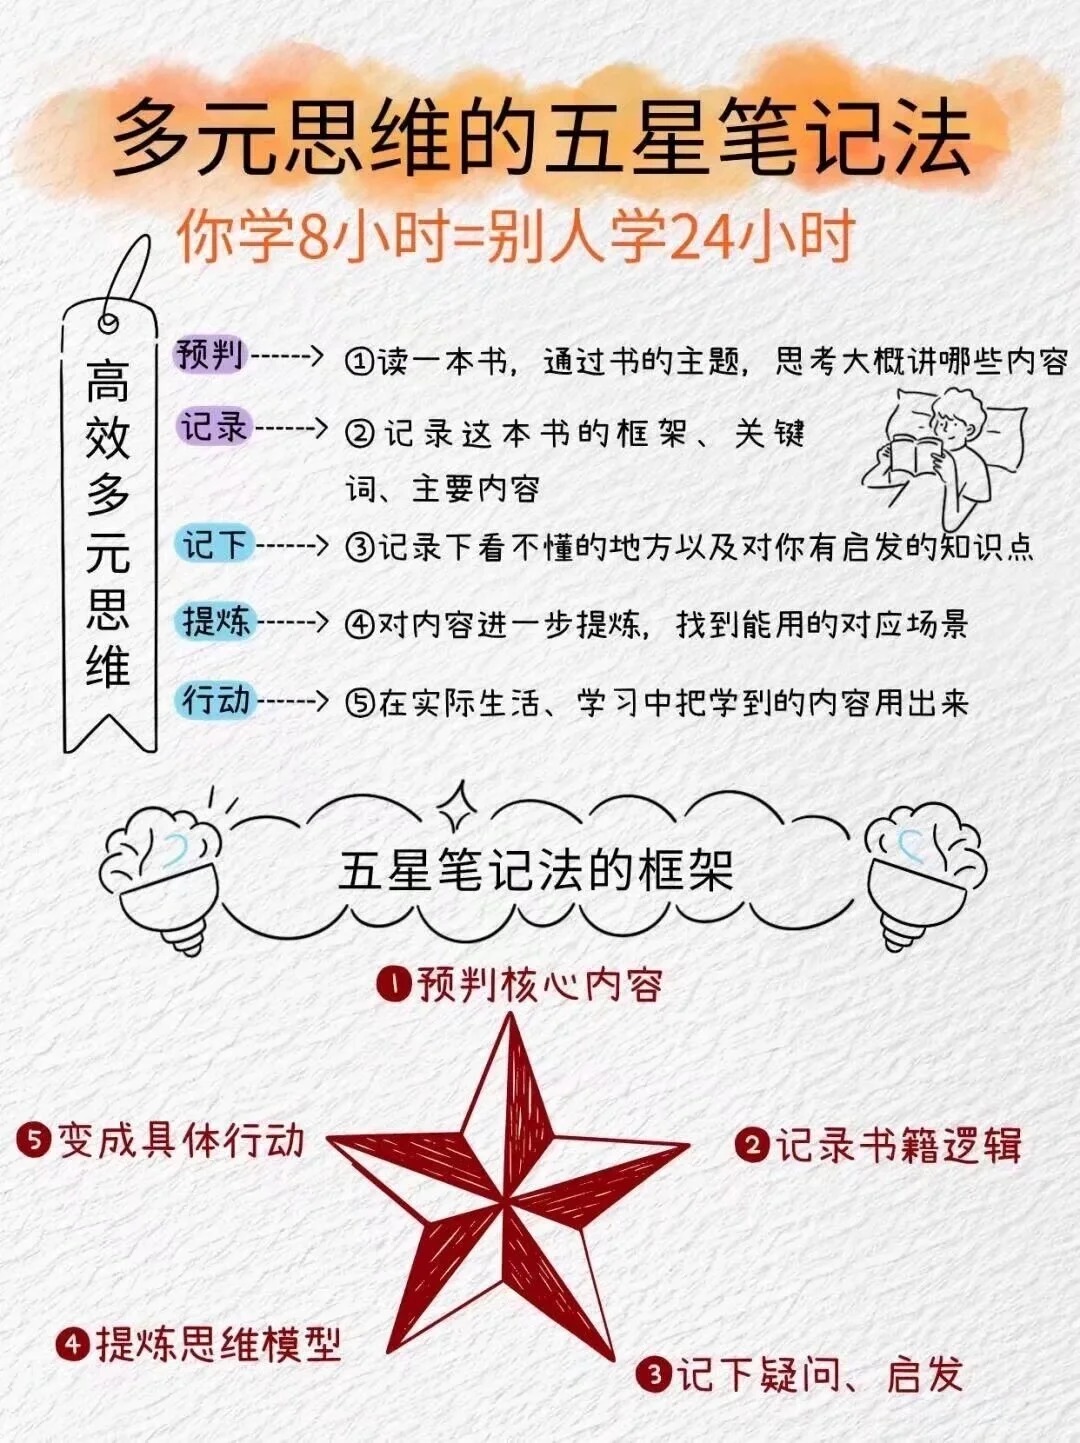 多元思维的五星笔记法
你学8小时=别人学24小时
高效多元思维
预判 ①读一本书，通过书的主题，思考大概讲哪些内容
记录 ②记录这本书的框架、关键
词、主要内容
记下 ③记录下看不懂的地方以及对你有启发的知识点
提炼 ④对内容进一步提炼，找到能用的对应场景
行动 ⑤在实际生活、学习中把学到的内容用出来
五星笔记法的框架
❶预判核心内容
❺变成具体行动
❷记录书籍逻辑
❹提炼思维模型
❸记下疑问、启发